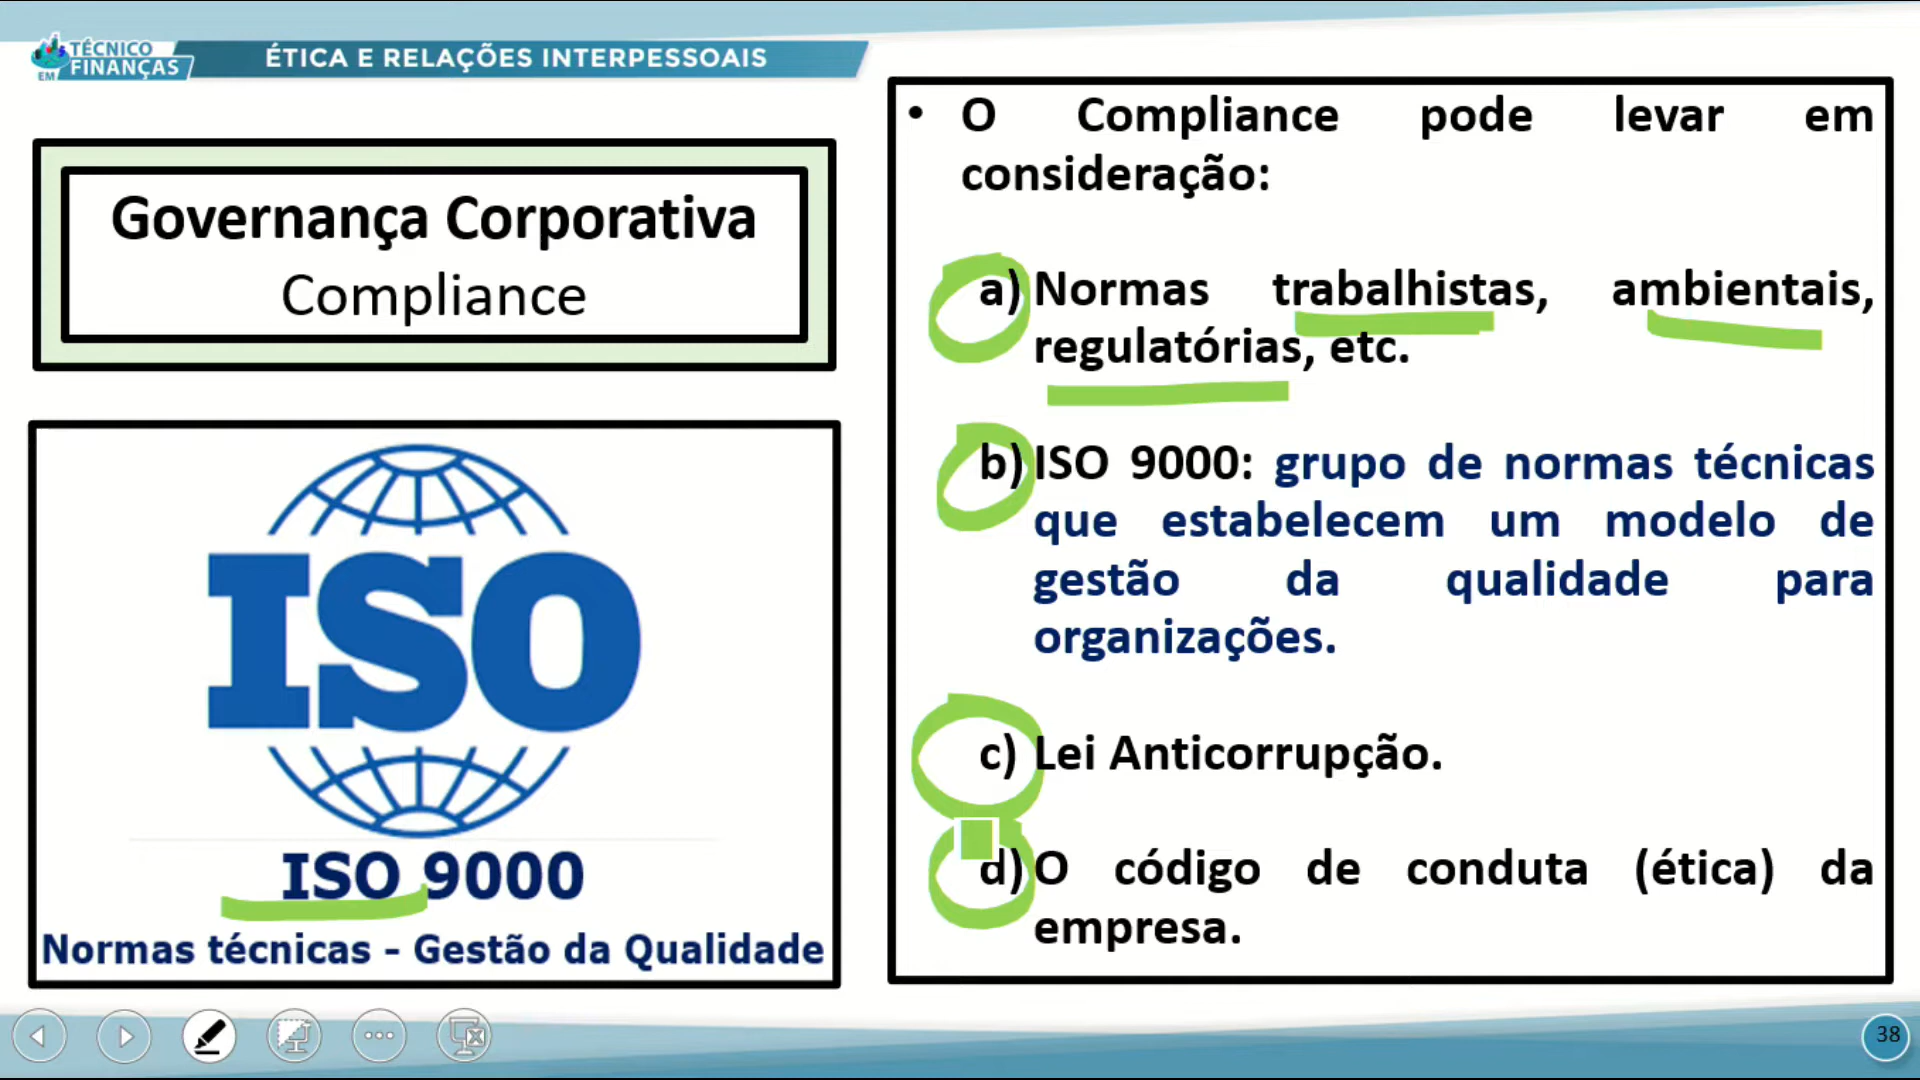 TÉCNICO
EM FINANÇAS
ÉTICA E RELAÇÕES INTERPESSOAIS
Governança Corporativa
Compliance
ISO
ISO 9000
Normas técnicas - Gestão da Qualidade
• O Compliance pode levar em
consideração:
a) Normas trabalhistas, ambientais,
regulatórias, etc.
b) ISO 9000: grupo de normas técnicas
que estabelecem um modelo de
gestão da qualidade para
organizações.
c) Lei Anticorrupção.
d) O código de conduta (ética) da
empresa.
38